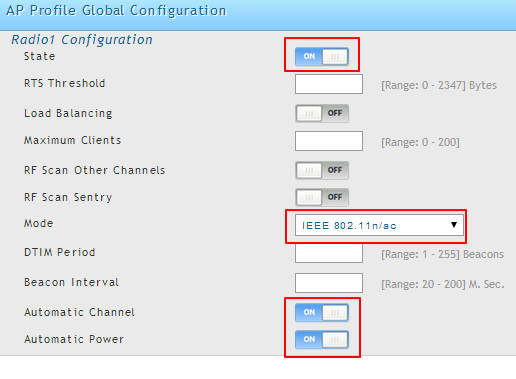 AP Profile Global Configuration
Radio1 Configuration
State ON
RTS Threshold [Range: 0 - 2347] Bytes
Load Balancing OFF
Maximum Clients [Range: 0 - 200]
RF Scan Other Channels OFF
RF Scan Sentry OFF
Mode IEEE 802.11n/ac
DTIM Period [Range: 1 - 255] Beacons
Beacon Interval [Range: 20 - 200] M. Sec.
Automatic Channel ON
Automatic Power ON